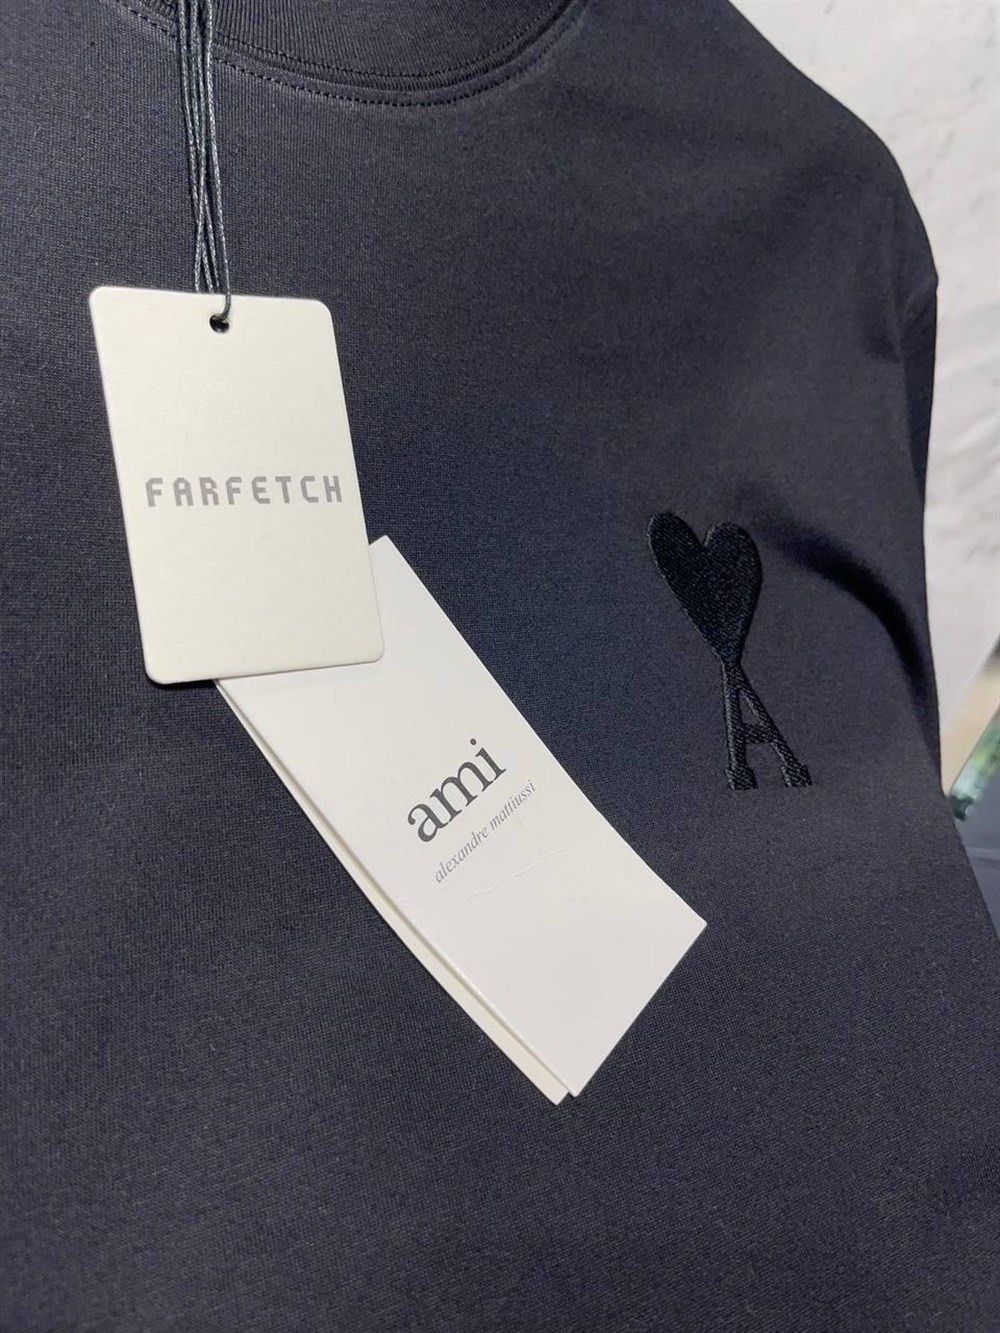 FARFETCH
ami
alexandre mattiussi
A